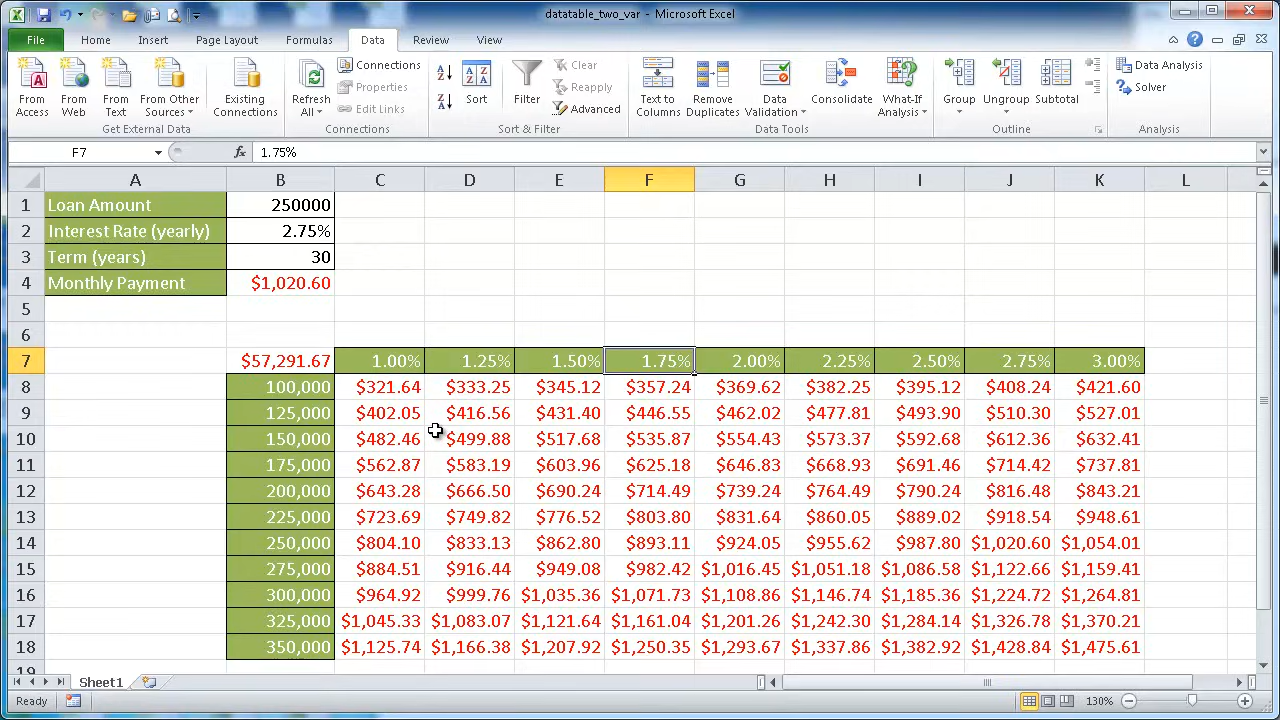 datatable_two_var - Microsoft Excel
File Home Insert Page Layout Formulas Data Review View
From Access
From Web
From Text
From Other Sources
Existing Connections
Get External Data
Refresh All
Connections
Properties
Edit Links
Connections
Sort
Filter
Clear
Reapply
Advanced
Sort & Filter
Text to Columns
Remove Duplicates
Data Validation
Consolidate
What-If Analysis
Data Tools
Group
Ungroup
Subtotal
Outline
Data Analysis
Solver
Analysis
F7 fx 1.75%
A B C D E F G H I J K L
1 Loan Amount 250000
2 Interest Rate (yearly) 2.75%
3 Term (years) 30
4 Monthly Payment $1,020.60
5
6
7 $57,291.67 1.00% 1.25% 1.50% 1.75% 2.00% 2.25% 2.50% 2.75% 3.00%
8 100,000 $321.64 $333.25 $345.12 $357.24 $369.62 $382.25 $395.12 $408.24 $421.60
9 125,000 $402.05 $416.56 $431.40 $446.55 $462.02 $477.81 $493.90 $510.30 $527.01
10 150,000 $482.46 $499.88 $517.68 $535.87 $554.43 $573.37 $592.68 $612.36 $632.41
11 175,000 $562.87 $583.19 $603.96 $625.18 $646.83 $668.93 $691.46 $714.42 $737.81
12 200,000 $643.28 $666.50 $690.24 $714.49 $739.24 $764.49 $790.24 $816.48 $843.21
13 225,000 $723.69 $749.82 $776.52 $803.80 $831.64 $860.05 $889.02 $918.54 $948.61
14 250,000 $804.10 $833.13 $862.80 $893.11 $924.05 $955.62 $987.80 $1,020.60 $1,054.01
15 275,000 $884.51 $916.44 $949.08 $982.42 $1,016.45 $1,051.18 $1,086.58 $1,122.66 $1,159.41
16 300,000 $964.92 $999.76 $1,035.36 $1,071.73 $1,108.86 $1,146.74 $1,185.36 $1,224.72 $1,264.81
17 325,000 $1,045.33 $1,083.07 $1,121.64 $1,161.04 $1,201.26 $1,242.30 $1,284.14 $1,326.78 $1,370.21
18 350,000 $1,125.74 $1,166.38 $1,207.92 $1,250.35 $1,293.67 $1,337.86 $1,382.92 $1,428.84 $1,475.61
19
Sheet1
Ready 130%